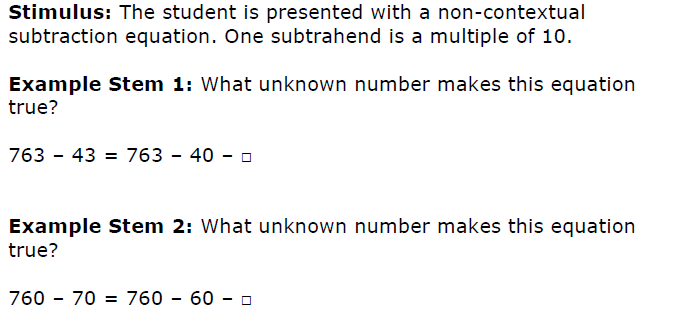 Stimulus: The student is presented with a non-contextual
subtraction equation. One subtrahend is a multiple of 10.
Example Stem 1: What unknown number makes this equation
true?
763 – 43 = 763 – 40 – □
Example Stem 2: What unknown number makes this equation
true?
760 – 70 = 760 – 60 – □